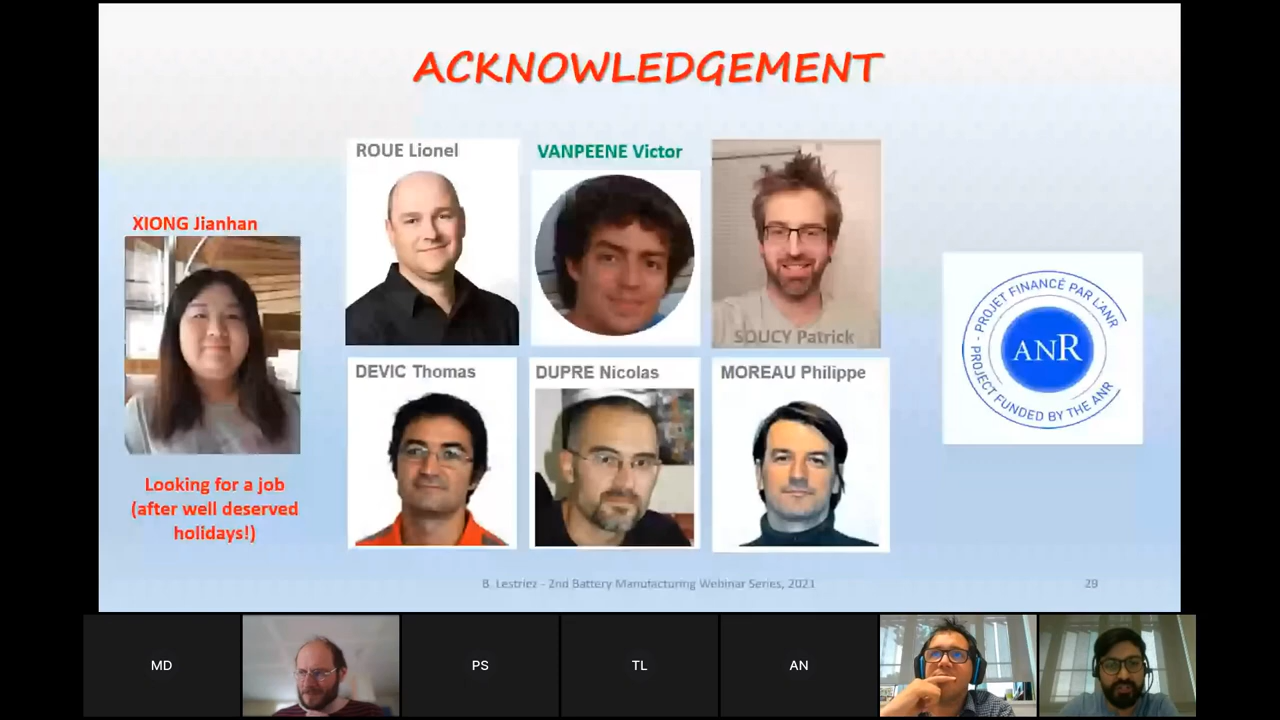 ACKNOWLEDGEMENT
XIONG Jianhan
Looking for a job
(after well deserved
holidays!)
ROUE Lionel
VANPEENE Victor
SOUCY Patrick
DEVIC Thomas
DUPRE Nicolas
MOREAU Philippe
PROJET FINANCÉ PAR L'ANR -
PROJECT FUNDED BY THE ANR
ANR
B. Lestriez - 2nd Battery Manufacturing Webinar Series, 2021
29
MD
PS
TL
AN